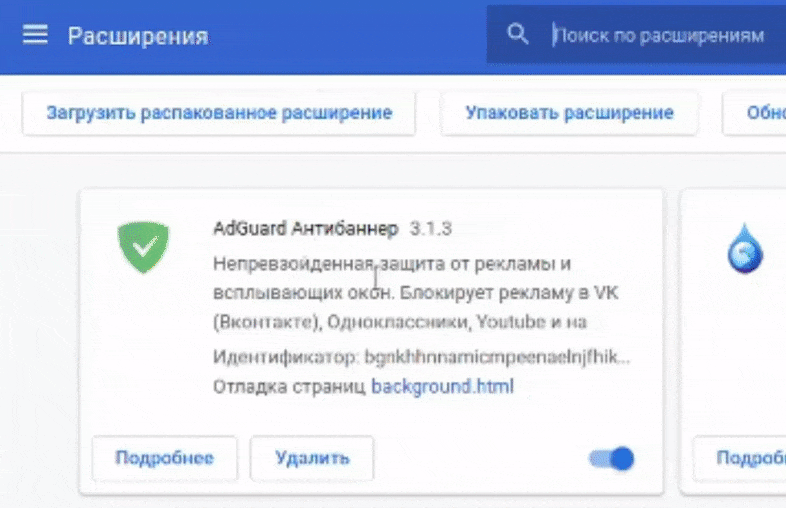 Расширения
Поиск по расширениям
Загрузить распакованное расширение
Упаковать расширение
Обно
AdGuard Антибаннер 3.1.3
Непревзойденная защита от рекламы и
всплывающих окон. Блокирует рекламу в VK
(Вконтакте), Одноклассники, Youtube и на
Идентификатор: bgnkhhnnamicmpeenaelnjfhik...
Отладка страниц background.html
Подробнее
Удалить
Подроб